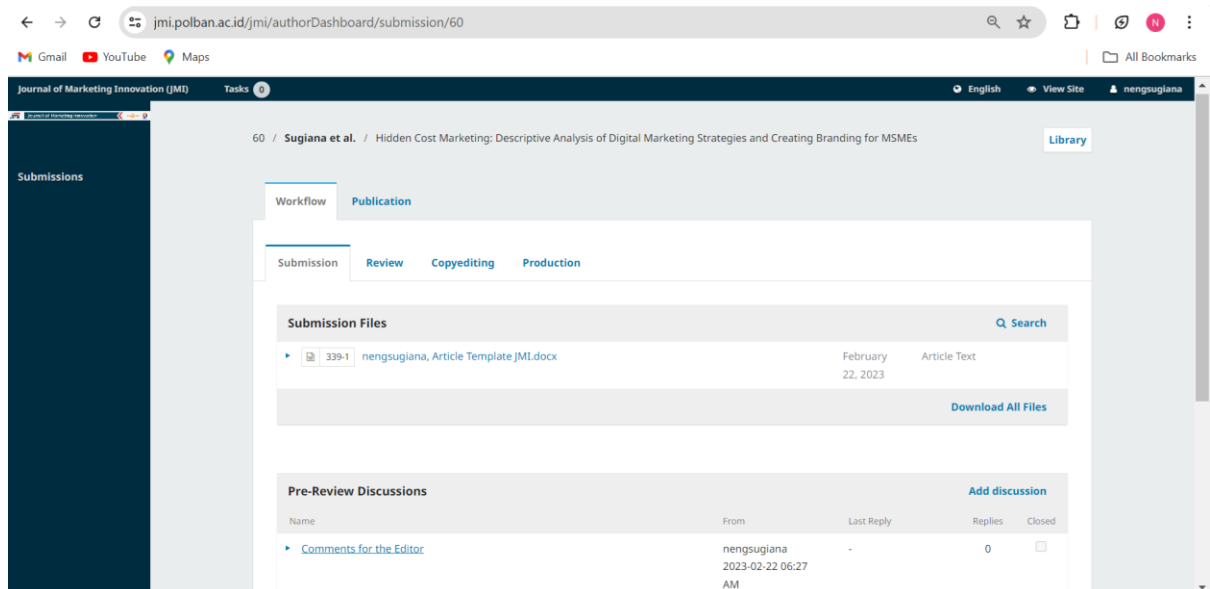 jmi.polban.ac.id/jmi/authorDashboard/submission/60
N
Gmail YouTube Maps All Bookmarks
Journal of Marketing Innovation (JMI) Tasks 0 English View Site nengsugiana
60 / Sugiana et al. / Hidden Cost Marketing: Descriptive Analysis of Digital Marketing Strategies and Creating Branding for MSMEs
Library
Submissions
Workflow Publication
Submission Review Copyediting Production
Submission Files Search
339-1 nengsugiana, Article Template JMI.docx February Article Text
22, 2023
Download All Files
Pre-Review Discussions Add discussion
Name From Last Reply Replies Closed
Comments for the Editor nengsugiana - 0
2023-02-22 06:27
AM